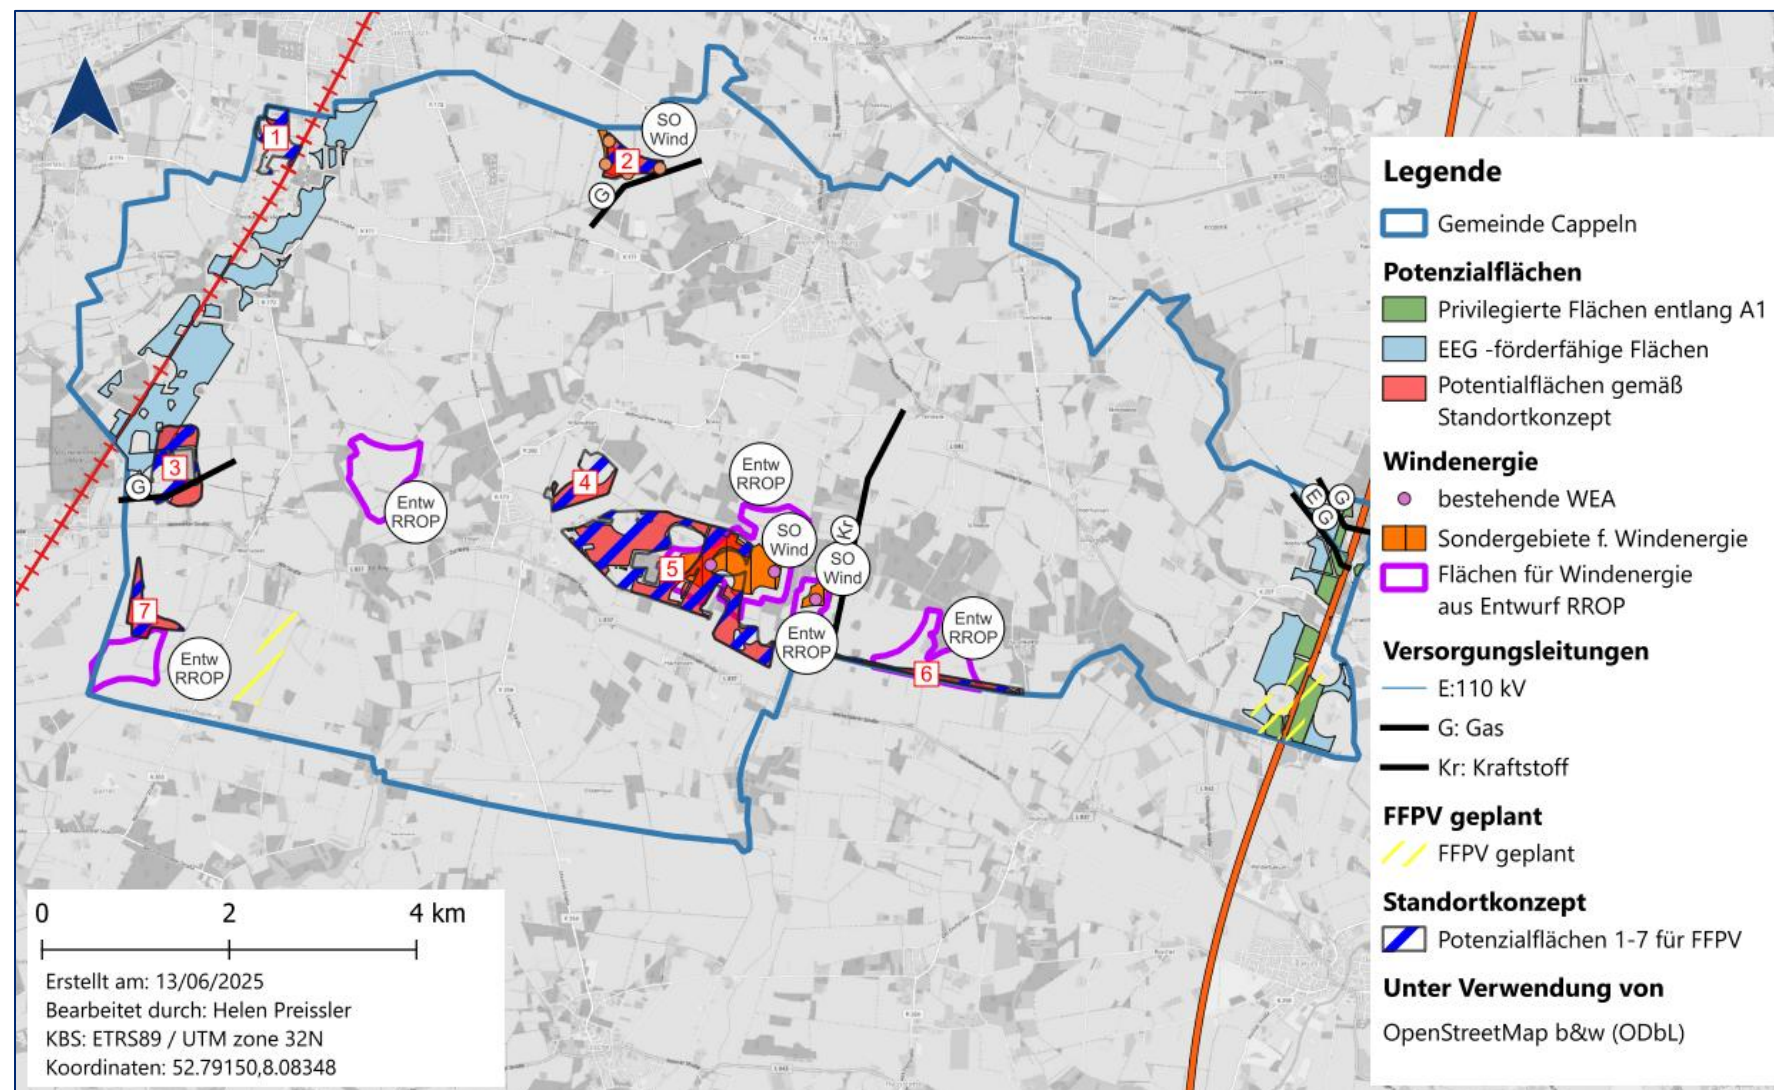 1
SO
Wind
2
G
3
G
Entw
RROP
4
Entw
RROP
SO
Wind
Kr
SO
Wind
5
Entw
RROP
Entw
RROP
6
7
Entw
RROP
E
G
G
Legende
Gemeinde Cappeln
Potenzialflächen
Privilegierte Flächen entlang A1
EEG -förderfähige Flächen
Potentialflächen gemäß
Standortkonzept
Windenergie
bestehende WEA
Sondergebiete f. Windenergie
Flächen für Windenergie
aus Entwurf RROP
Versorgungsleitungen
E:110 kV
G: Gas
Kr: Kraftstoff
FFPV geplant
FFPV geplant
Standortkonzept
Potenzialflächen 1-7 für FFPV
Unter Verwendung von
OpenStreetMap b&w (ODbL)
0 2 4 km
Erstellt am: 13/06/2025
Bearbeitet durch: Helen Preissler
KBS: ETRS89 / UTM zone 32N
Koordinaten: 52.79150,8.08348